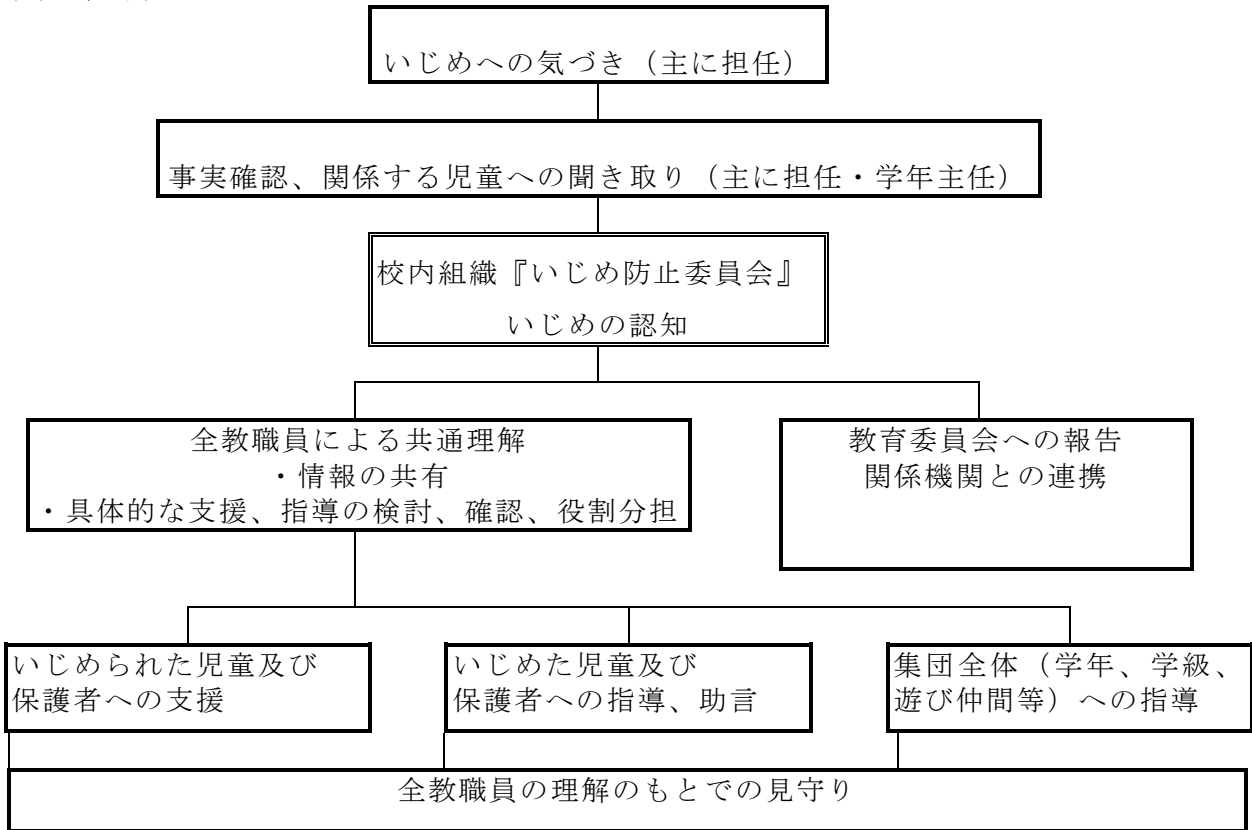 いじめへの気づき（主に担任）
事実確認、関係する児童への聞き取り（主に担任・学年主任）
校内組織『いじめ防止委員会』
いじめの認知
全教職員による共通理解
・情報の共有
・具体的な支援、指導の検討、確認、役割分担
教育委員会への報告
関係機関との連携
いじめられた児童及び
保護者への支援
いじめた児童及び
保護者への指導、助言
集団全体（学年、学級、
遊び仲間等）への指導
全教職員の理解のもとでの見守り